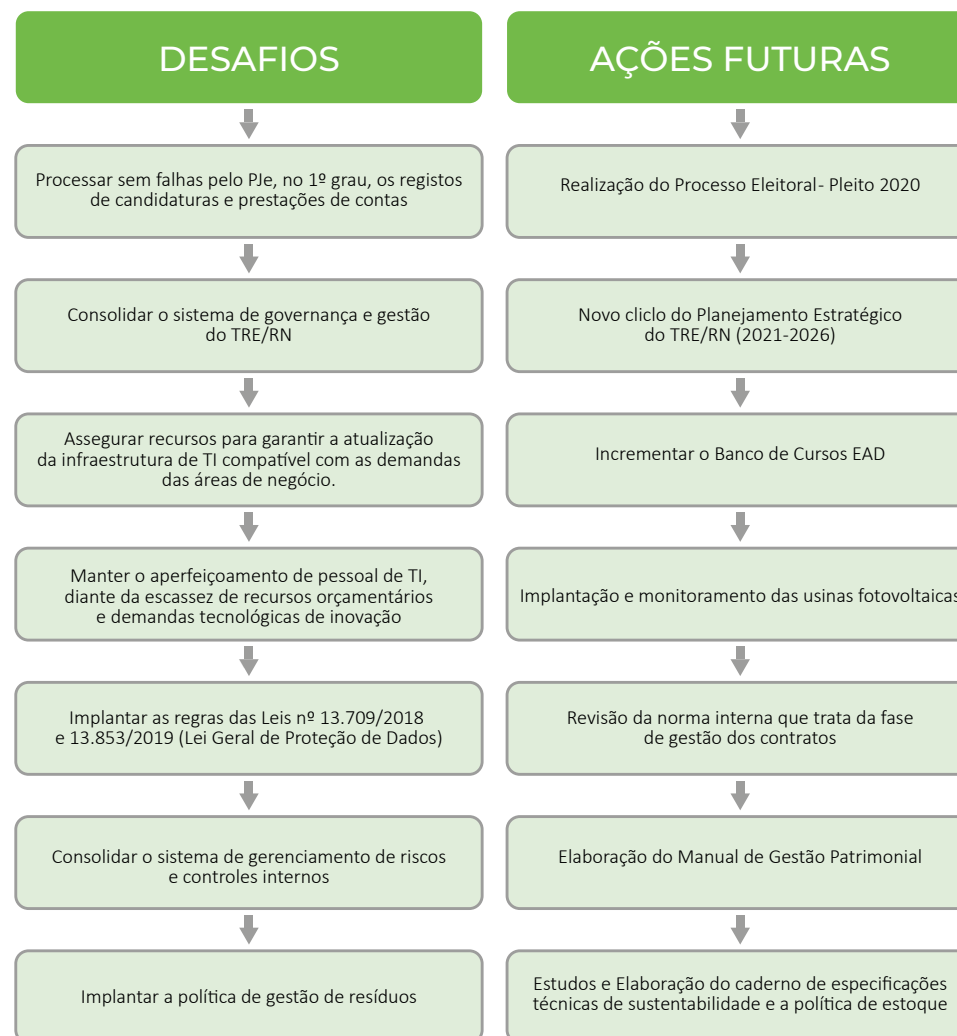 DESAFIOS
Processar sem falhas pelo PJe, no 1º grau, os registos
de candidaturas e prestações de contas
Consolidar o sistema de governança e gestão
do TRE/RN
Assegurar recursos para garantir a atualização
da infraestrutura de TI compatível com as demandas
das áreas de negócio.
Manter o aperfeiçoamento de pessoal de TI,
diante da escassez de recursos orçamentários
e demandas tecnológicas de inovação
Implantar as regras das Leis nº 13.709/2018
e 13.853/2019 (Lei Geral de Proteção de Dados)
Consolidar o sistema de gerenciamento de riscos
e controles internos
Implantar a política de gestão de resíduos
AÇÕES FUTURAS
Realização do Processo Eleitoral- Pleito 2020
Novo cliclo do Planejamento Estratégico
do TRE/RN (2021-2026)
Incrementar o Banco de Cursos EAD
Implantação e monitoramento das usinas fotovoltaicas
Revisão da norma interna que trata da fase
de gestão dos contratos
Elaboração do Manual de Gestão Patrimonial
Estudos e Elaboração do caderno de especificações
técnicas de sustentabilidade e a política de estoque